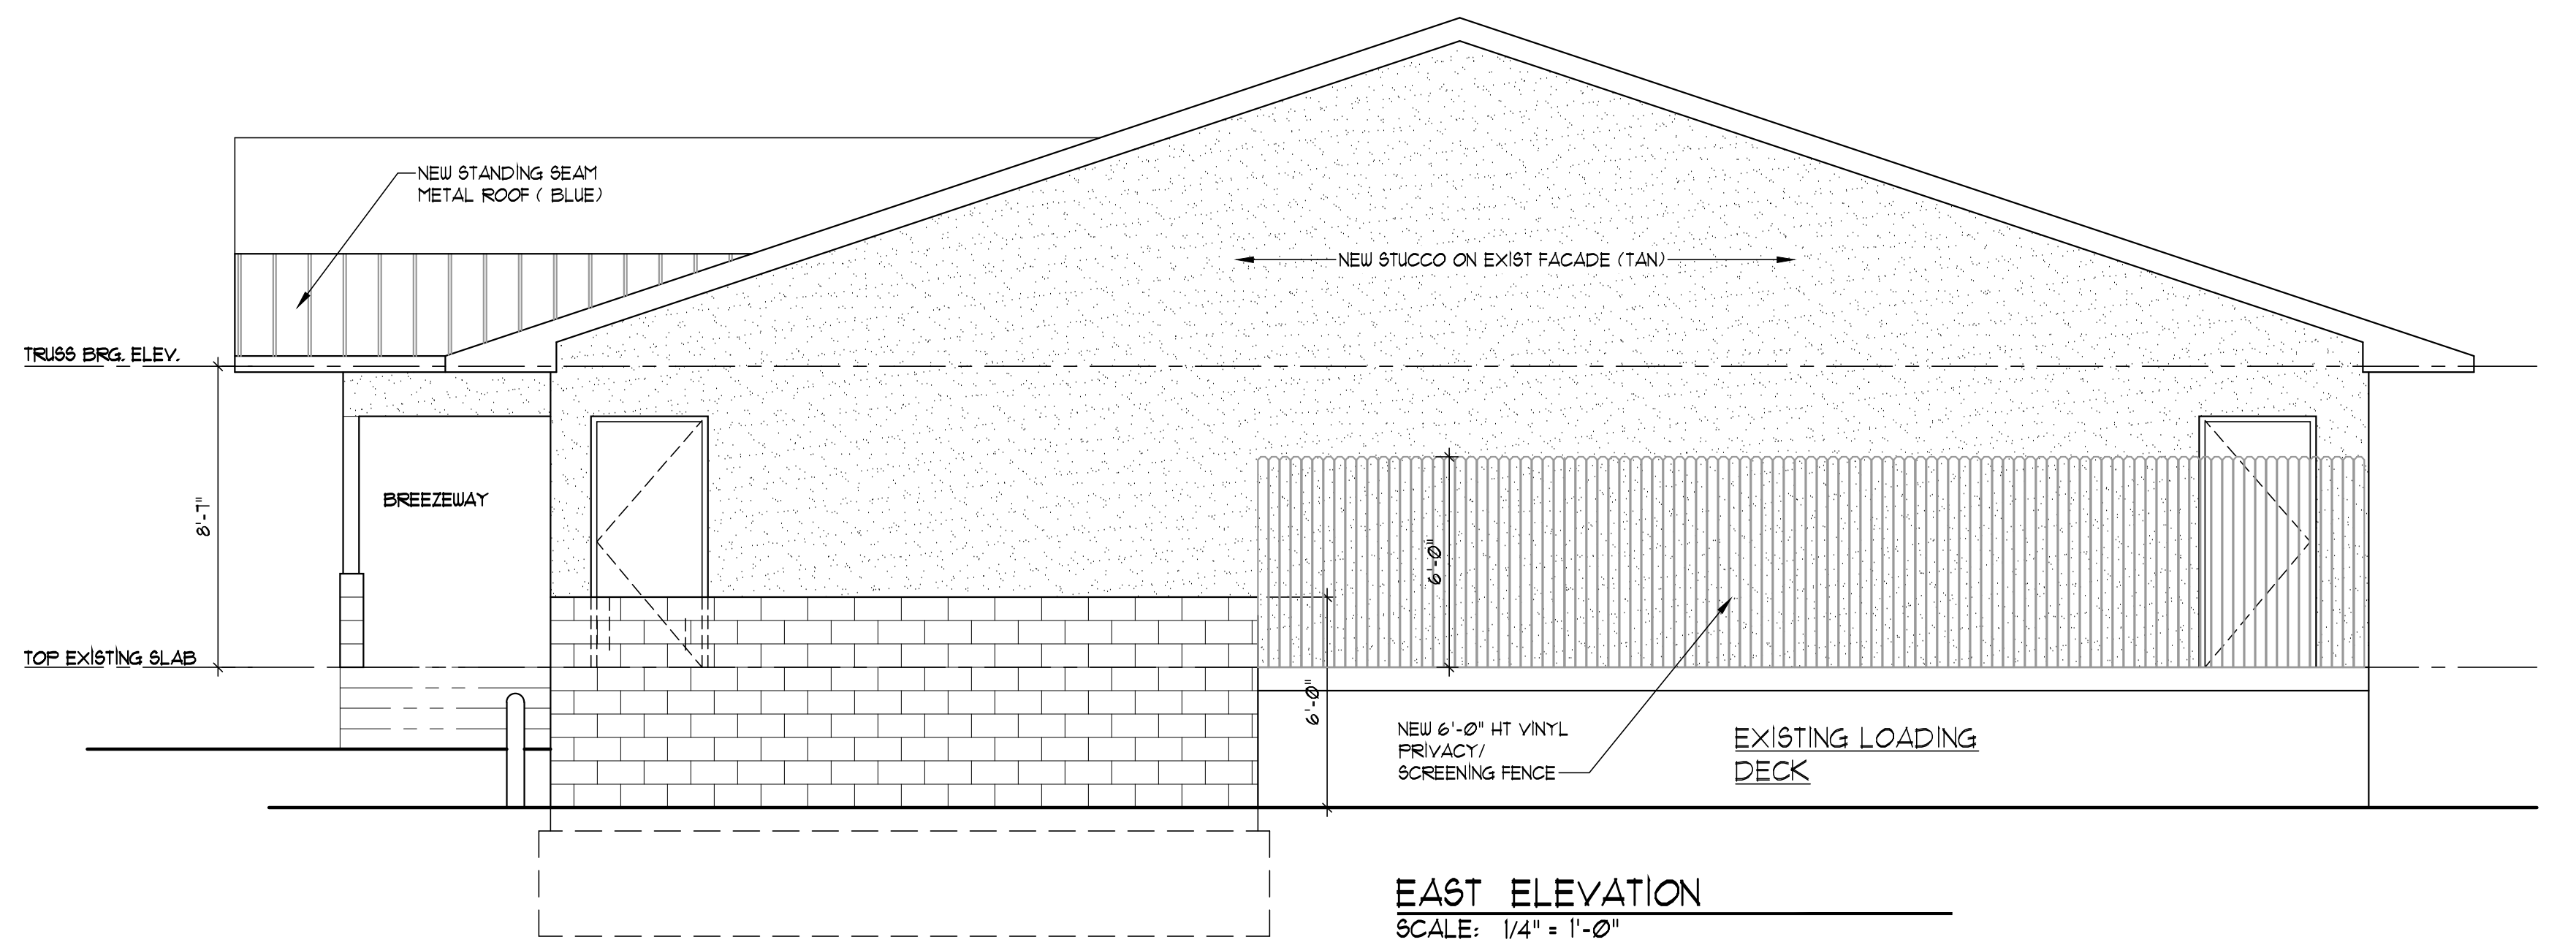 NEW STANDING SEAM
METAL ROOF ( BLUE)
NEW STUCCO ON EXIST FACADE (TAN)
TRUSS BRG. ELEV.
BREEZEWAY
8'-7"
6'-0"
TOP EXISTING SLAB
6'-0"
NEW 6'-0" HT VINYL
PRIVACY/
SCREENING FENCE
EXISTING LOADING
DECK
EAST ELEVATION
SCALE: 1/4" = 1'-0"